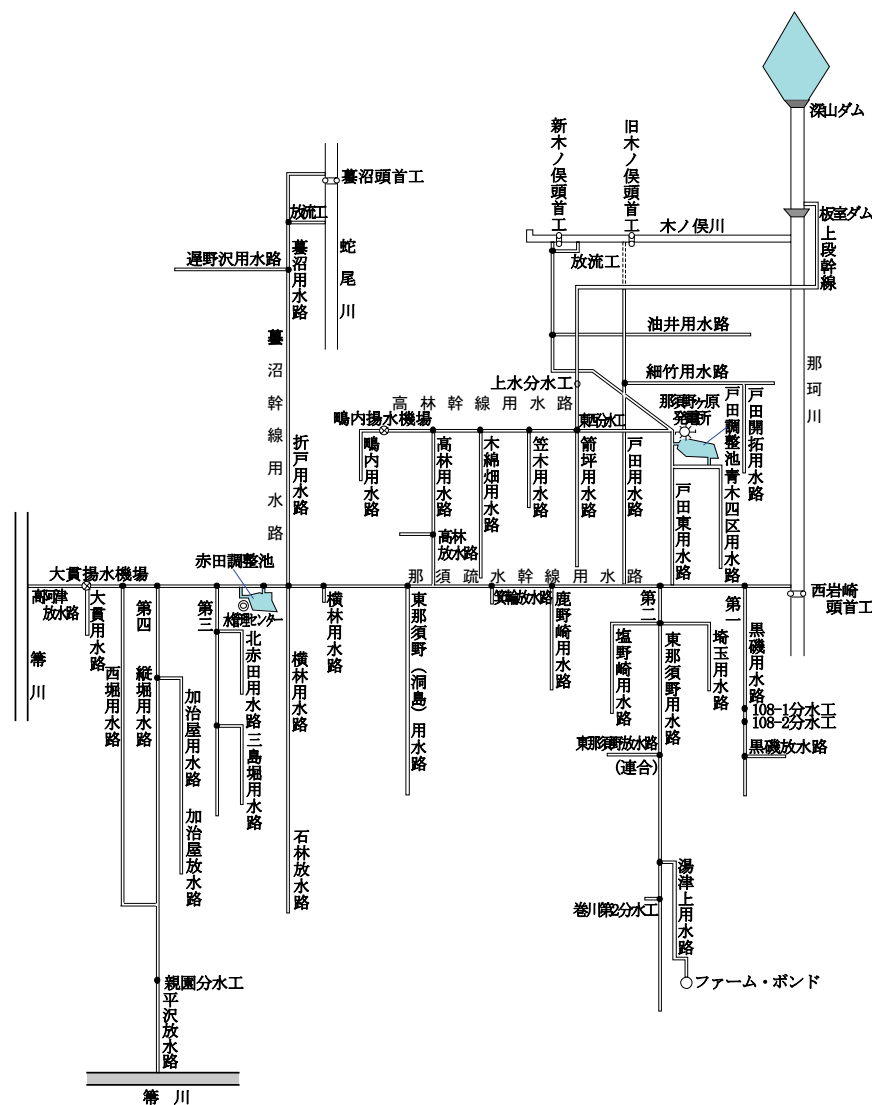 深山ダム
板室ダム
上段幹線
新木ノ俣頭首工
旧木ノ俣頭首工
木ノ俣川
放流工
蟇沼頭首工
放流工
蟇沼用水路
蛇尾川
遅野沢用水路
那珂川
油井用水路
細竹用水路
上水分水工
蟇沼幹線用水路
高林幹線用水路
那須野ヶ原
発電所
戸田調整池
戸田開拓用水路
鴫内揚水機場
東西分水工
折戸用水路
鴫内用水路
高林用水路
木綿畑用水路
笠木用水路
箭坪用水路
戸田用水路
戸田東用水路
青木四区用水路
高林
放水路
大貫揚水機場
赤田調整池
那須疏水幹線用水路
西岩崎
頭首工
高阿津
放水路
大貫用水路
第四
第三
水管理センター
横林用水路
箕輪放水路
鹿野崎用水路
第二
第一
箒川
西堀用水路
縦堀用水路
加治屋用水路
北赤田用水路
横林用水路
東那須野(洞島)用水路
塩野崎用水路
東那須野用水路
埼玉用水路
黒磯用水路
108-1分水工
108-2分水工
三島堀用水路
東那須野放水路
(連合)
黒磯放水路
加治屋放水路
石林放水路
湯津上用水路
巻川第2分水工
親園分水工
ファーム・ポンド
平沢放水路
箒川